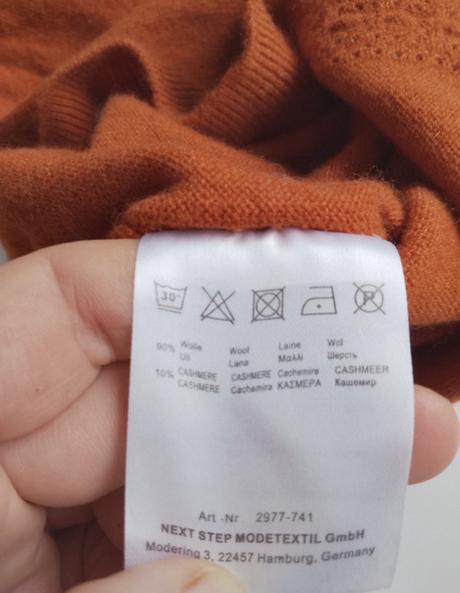 30°
P
90% Wolle Wool Laine Wol
Ull Lana Μαλλί Шерсть
10% CASHMERE CASHMERE Cachemire CASHMEER
CASHMERE Cachemira ΚΑΣΜΕΡΑ Кашемир
Art -Nr. 2977-741
NEXT STEP MODETEXTIL GmbH
Modering 3, 22457 Hamburg, Germany